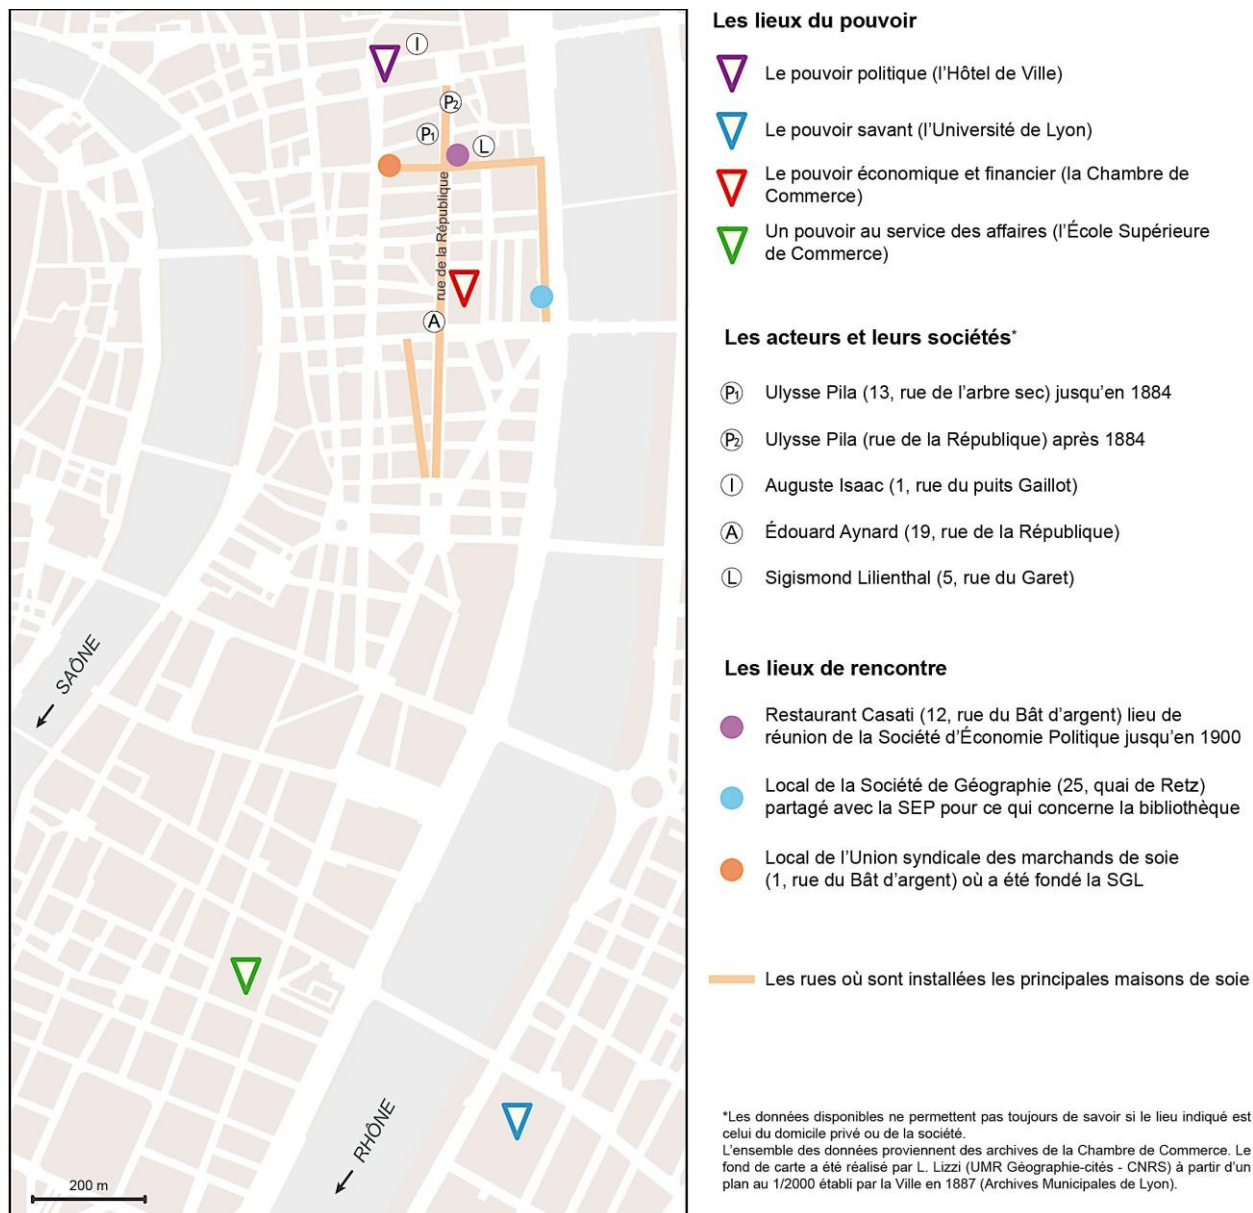 I
P2
P1
L
rue de la République
A
SAÔNE
RHÔNE
200 m
Les lieux du pouvoir
Le pouvoir politique (l'Hôtel de Ville)
Le pouvoir savant (l'Université de Lyon)
Le pouvoir économique et financier (la Chambre de
Commerce)
Un pouvoir au service des affaires (l'École Supérieure
de Commerce)
Les acteurs et leurs sociétés*
P1 Ulysse Pila (13, rue de l'arbre sec) jusqu'en 1884
P2 Ulysse Pila (rue de la République) après 1884
I Auguste Isaac (1, rue du puits Gaillot)
A Édouard Aynard (19, rue de la République)
L Sigismond Lilienthal (5, rue du Garet)
Les lieux de rencontre
Restaurant Casati (12, rue du Bât d'argent) lieu de
réunion de la Société d'Économie Politique jusqu'en 1900
Local de la Société de Géographie (25, quai de Retz)
partagé avec la SEP pour ce qui concerne la bibliothèque
Local de l'Union syndicale des marchands de soie
(1, rue du Bât d'argent) où a été fondé la SGL
Les rues où sont installées les principales maisons de soie
*Les données disponibles ne permettent pas toujours de savoir si le lieu indiqué est
celui du domicile privé ou de la société.
L'ensemble des données proviennent des archives de la Chambre de Commerce. Le
fond de carte a été réalisé par L. Lizzi (UMR Géographie-cités - CNRS) à partir d'un
plan au 1/2000 établi par la Ville en 1887 (Archives Municipales de Lyon).